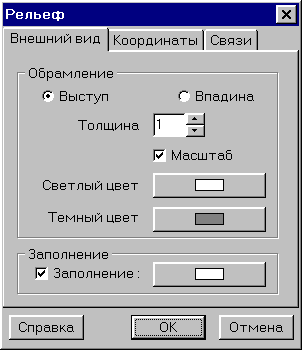 Рельеф
Внешний вид Координаты Связи
Обрамление
Выступ Впадина
Толщина 1
Масштаб
Светлый цвет
Темный цвет
Заполнение
Заполнение:
Справка OK Отмена